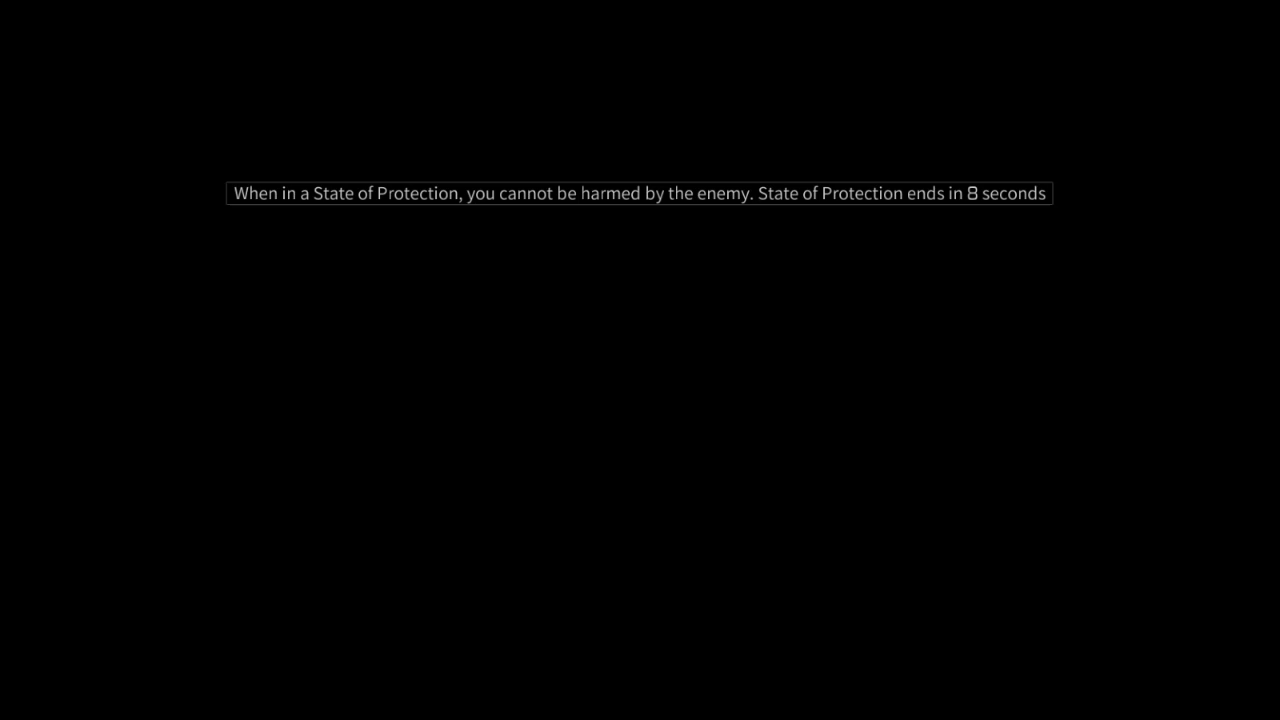 When in a State of Protection, you cannot be harmed by the enemy. State of Protection ends in 8 seconds